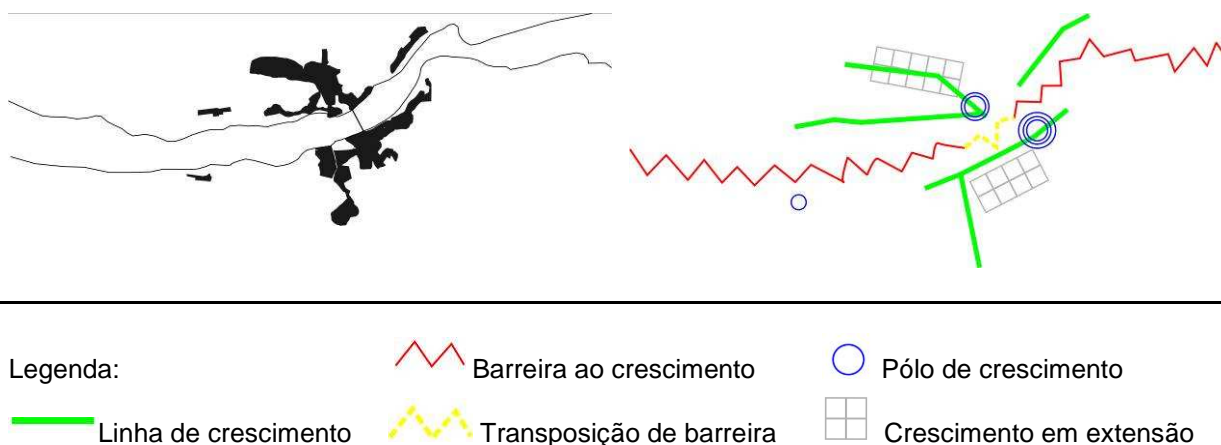 Legenda:
Barreira ao crescimento
Pólo de crescimento
Linha de crescimento
Transposição de barreira
Crescimento em extensão